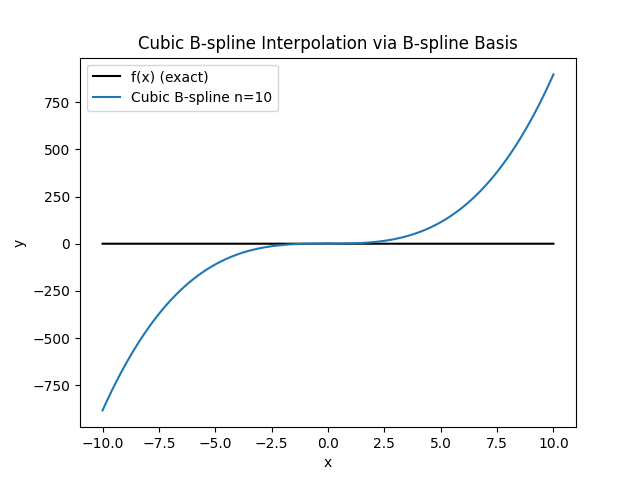 Cubic B-spline Interpolation via B-spline Basis
f(x) (exact)
Cubic B-spline n=10
750
500
250
0
−250
−500
−750
y
−10.0 −7.5 −5.0 −2.5 0.0 2.5 5.0 7.5 10.0
x